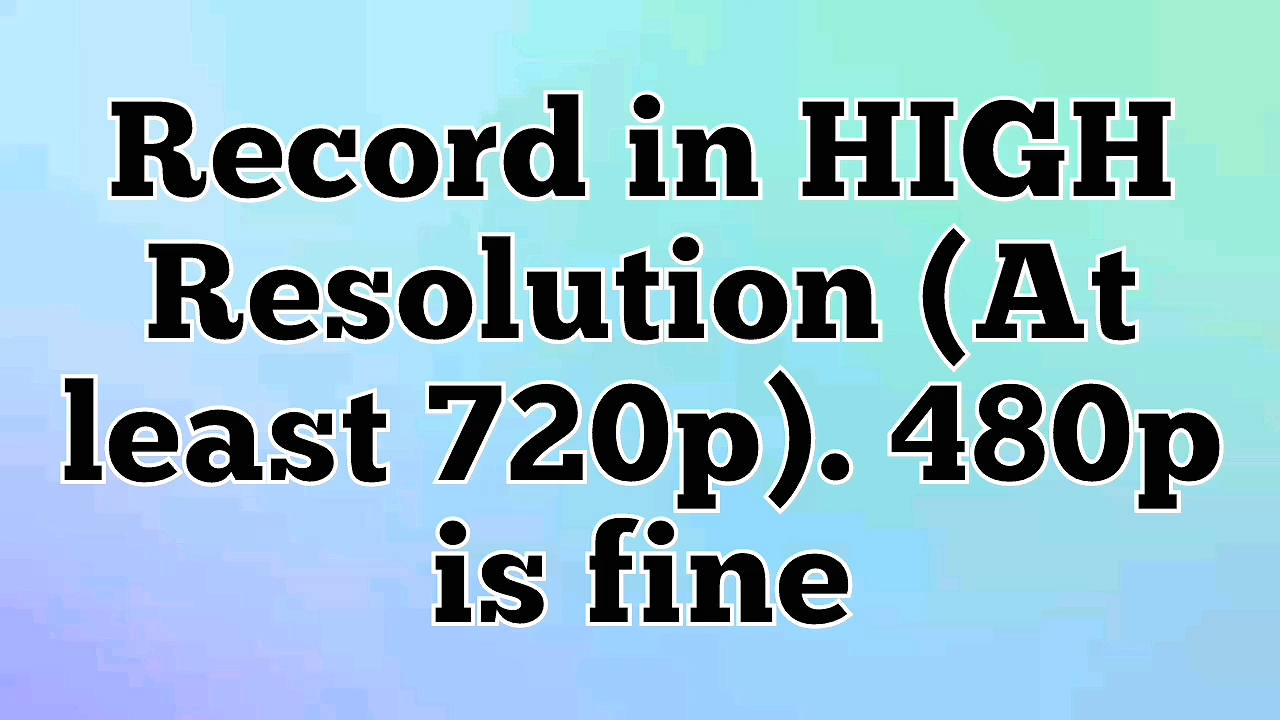 Record in HIGH
Resolution (At
least 720p). 480p
is fine